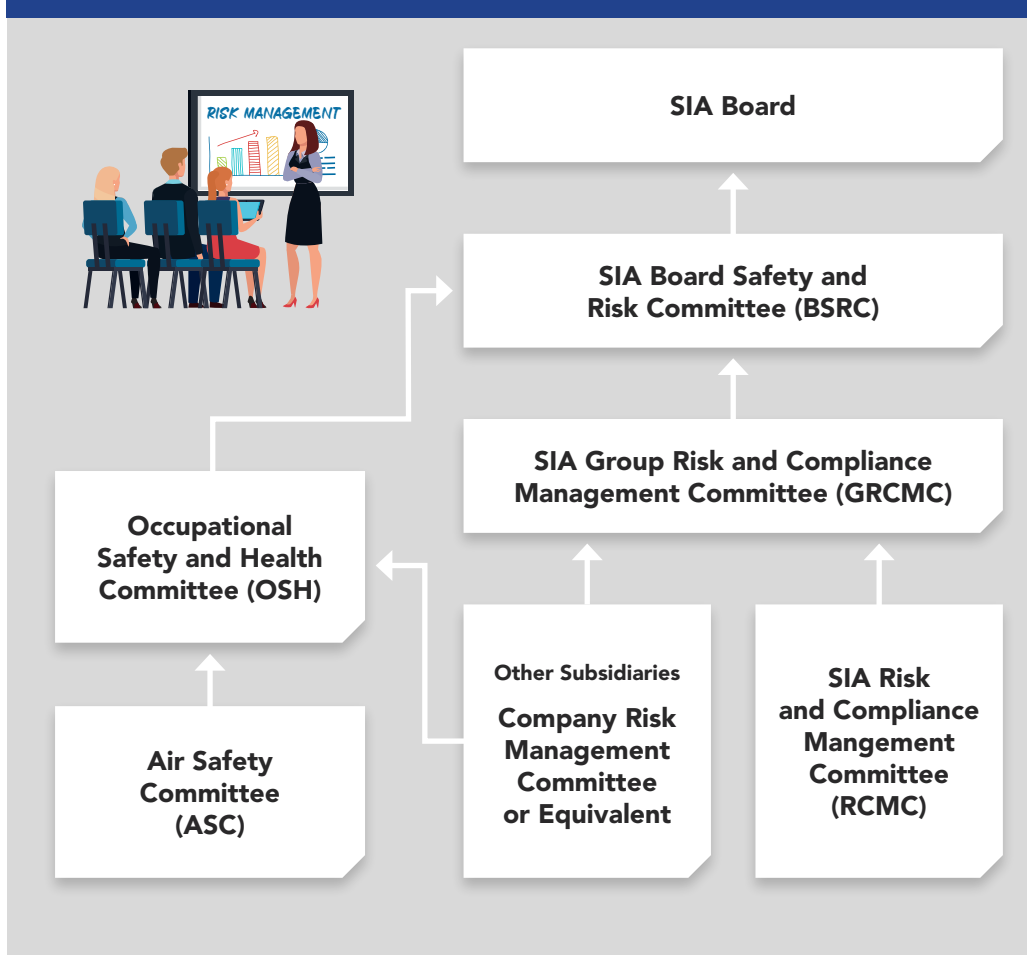 RISK MANAGEMENT
SIA Board
SIA Board Safety and
Risk Committee (BSRC)
SIA Group Risk and Compliance
Management Committee (GRCMC)
Occupational
Safety and Health
Committee (OSH)
Other Subsidiaries
Company Risk
Management
Committee
or Equivalent
SIA Risk
and Compliance
Mangement
Committee
(RCMC)
Air Safety
Committee
(ASC)